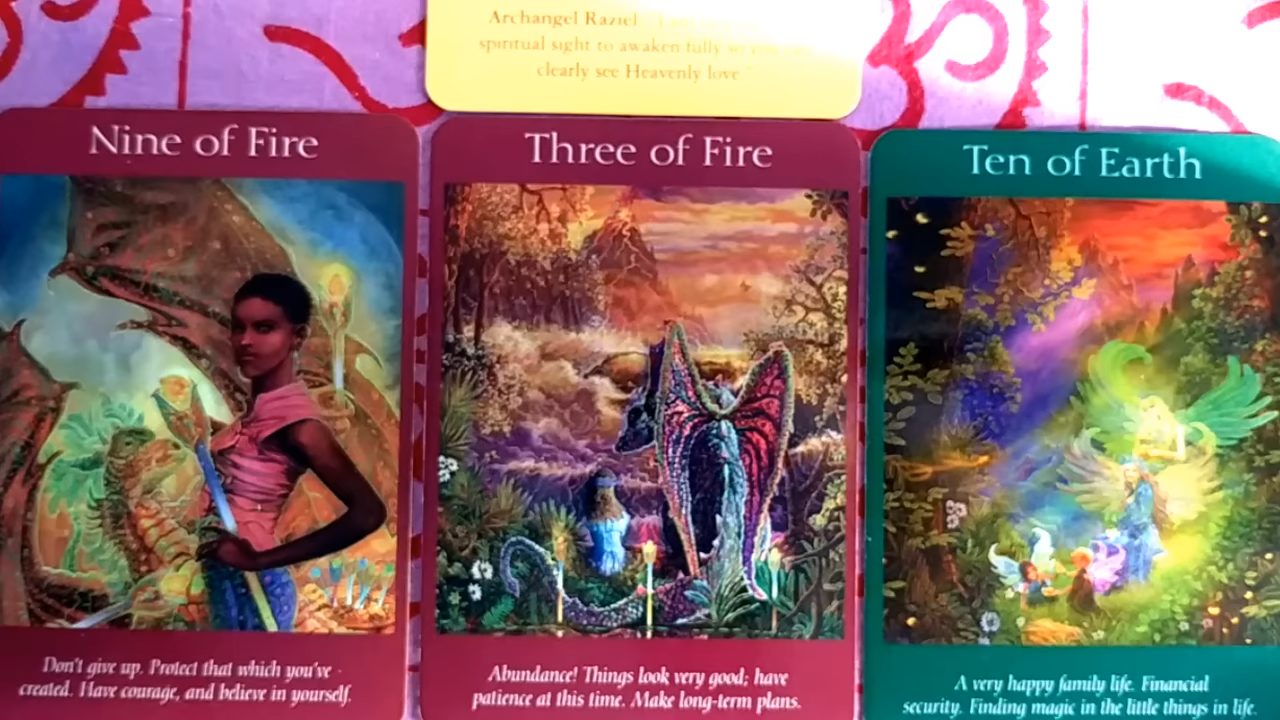 Archangel Raziel
spiritual sight to awaken fully so
clearly see Heavenly love."
Nine of Fire
Don't give up. Protect that which you've
created. Have courage, and believe in yourself.
Three of Fire
Abundance! Things look very good; have
patience at this time. Make long-term plans.
Ten of Earth
A very happy family life. Financial
security. Finding magic in the little things in life.